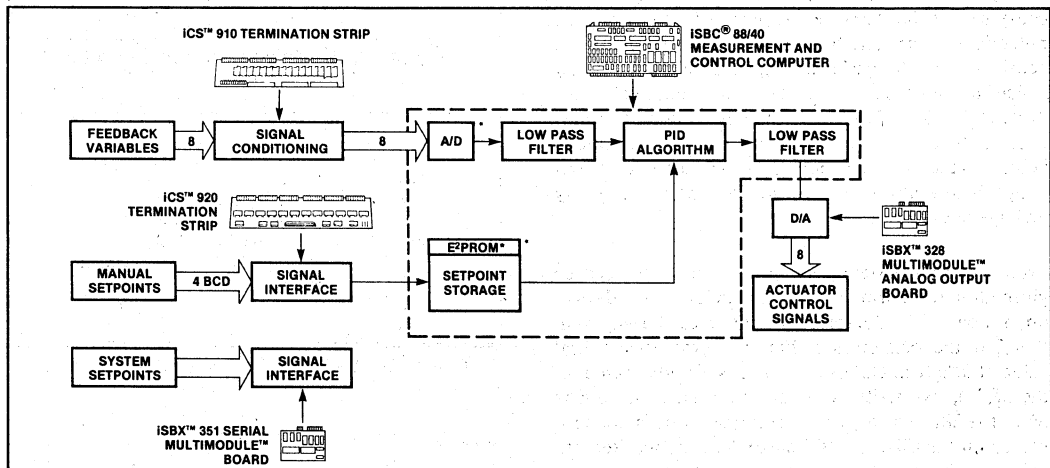 iCS™ 910 TERMINATION STRIP
iSBC® 88/40
MEASUREMENT AND
CONTROL COMPUTER
FEEDBACK
VARIABLES
8
SIGNAL
CONDITIONING
8
A/D
*
LOW PASS
FILTER
PID
ALGORITHM
LOW PASS
FILTER
iCS™ 920
TERMINATION
STRIP
D/A
iSBX™ 328
MULTIMODULE™
ANALOG OUTPUT
BOARD
8
ACTUATOR
CONTROL
SIGNALS
MANUAL
SETPOINTS
4 BCD
SIGNAL
INTERFACE
E²PROM*
SETPOINT
STORAGE
SYSTEM
SETPOINTS
SIGNAL
INTERFACE
iSBX™ 351 SERIAL
MULTIMODULE™
BOARD